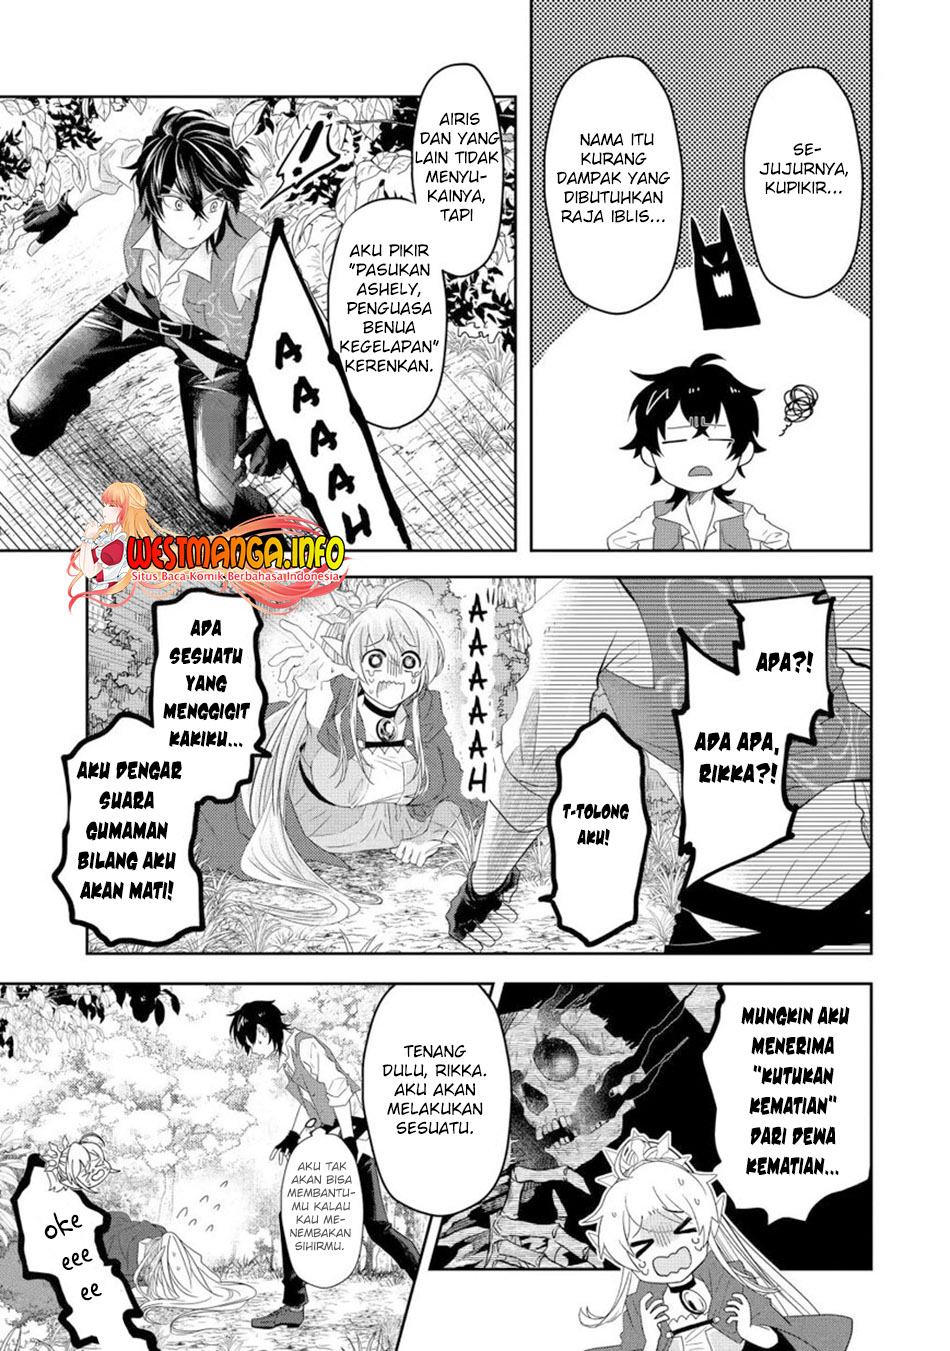 SE-
JUJURNYA,
KUPIKIR...
NAMA ITU
KURANG
DAMPAK YANG
DIBUTUHKAN
RAJA IBLIS...
AIRIS
DAN YANG
LAIN TIDAK
MENYU-
KAINYA,
TAPI
AKU PIKIR
"PASUKAN
ASHELY,
PENGUASA
BENUA
KEGELAPAN"
KERENKAN.
AAAAAH
WESTMANGA.INFO
Situs Baca Komik Berbahasa Indonesia
APA?!
ADA APA,
RIKKA?!
T-TOLONG
AKU!
AAAAAAH
ADA
SESUATU
YANG
MENGGIGIT
KAKIKU...
AKU DENGAR
SUARA
GUMAMAN
BILANG AKU
AKAN MATI!
MUNGKIN AKU
MENERIMA
"KUTUKAN
KEMATIAN"
DARI DEWA
KEMATIAN...
TENANG
DULU, RIKKA.
AKU AKAN
MELAKUKAN
SESUATU.
AKU TAK
AKAN BISA
MEMBANTU-
MU KALAU
KAU ME-
NEMBAKAN
SIHIRMU.
oke
eee
ee